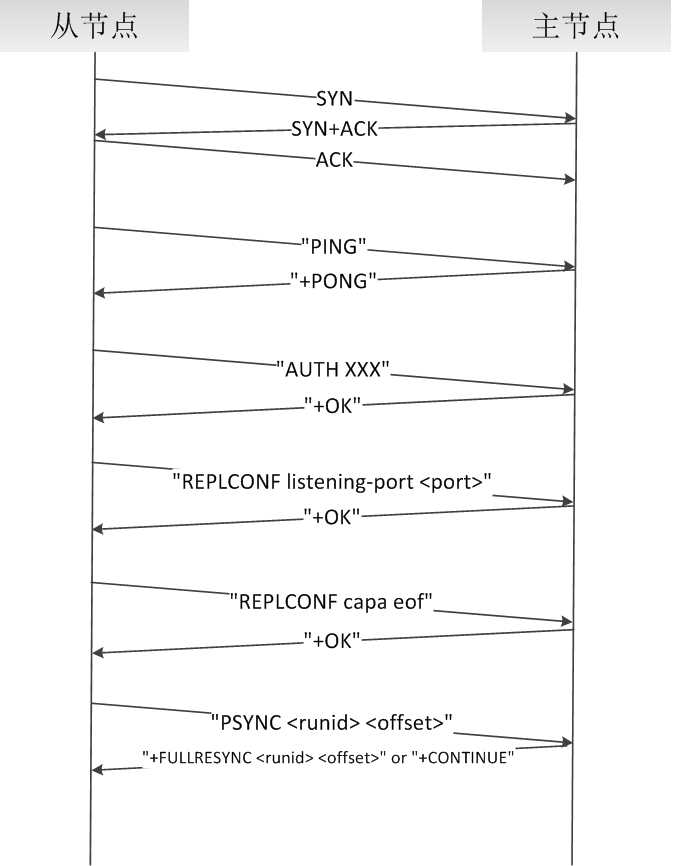 从节点
主节点
SYN
SYN+ACK
ACK
"PING"
"+PONG"
"AUTH XXX"
"+OK"
"REPLCONF listening-port <port>"
"+OK"
"REPLCONF capa eof"
"+OK"
"PSYNC <runid> <offset>"
"+FULLRESYNC <runid> <offset>" or "+CONTINUE"